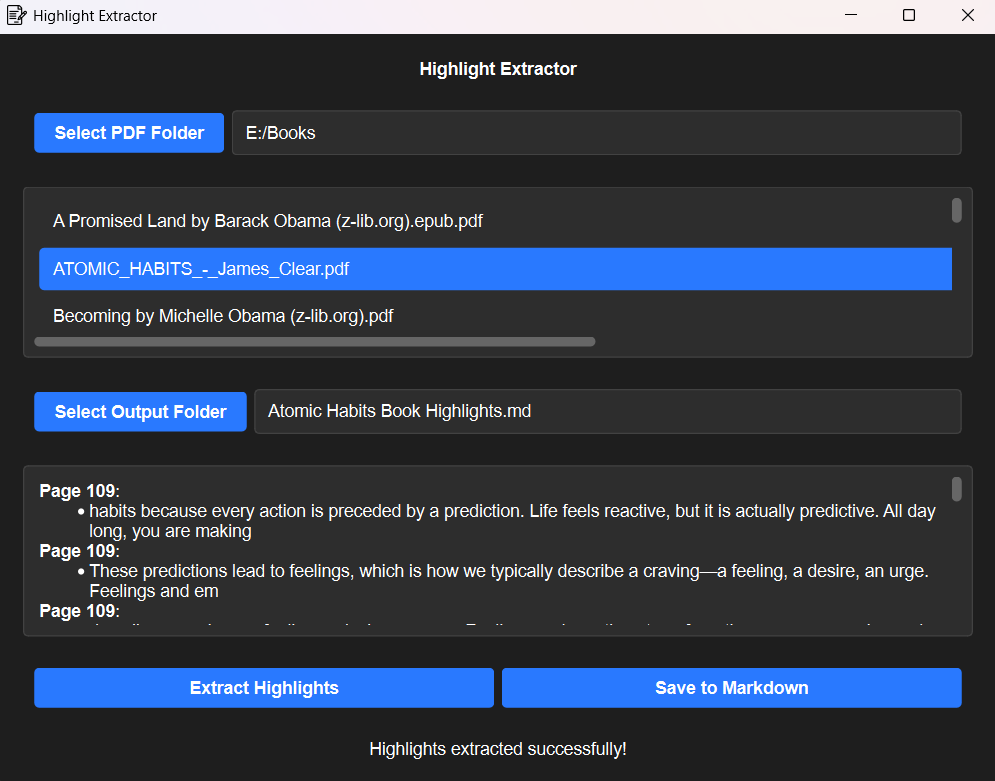 Highlight Extractor
Highlight Extractor
Select PDF Folder
E:/Books
A Promised Land by Barack Obama (z-lib.org).epub.pdf
ATOMIC_HABITS_-_James_Clear.pdf
Becoming by Michelle Obama (z-lib.org).pdf
Select Output Folder
Atomic Habits Book Highlights.md
Page 109:
• habits because every action is preceded by a prediction. Life feels reactive, but it is actually predictive. All day
long, you are making
Page 109:
• These predictions lead to feelings, which is how we typically describe a craving—a feeling, a desire, an urge.
Feelings and em
Page 109:
Extract Highlights
Save to Markdown
Highlights extracted successfully!